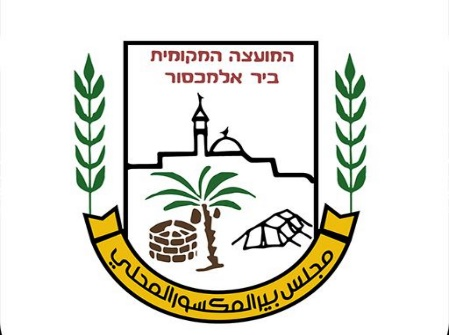 המועצה המקומית
ביר אלמכסור
مجلس بير المكسور المحلي